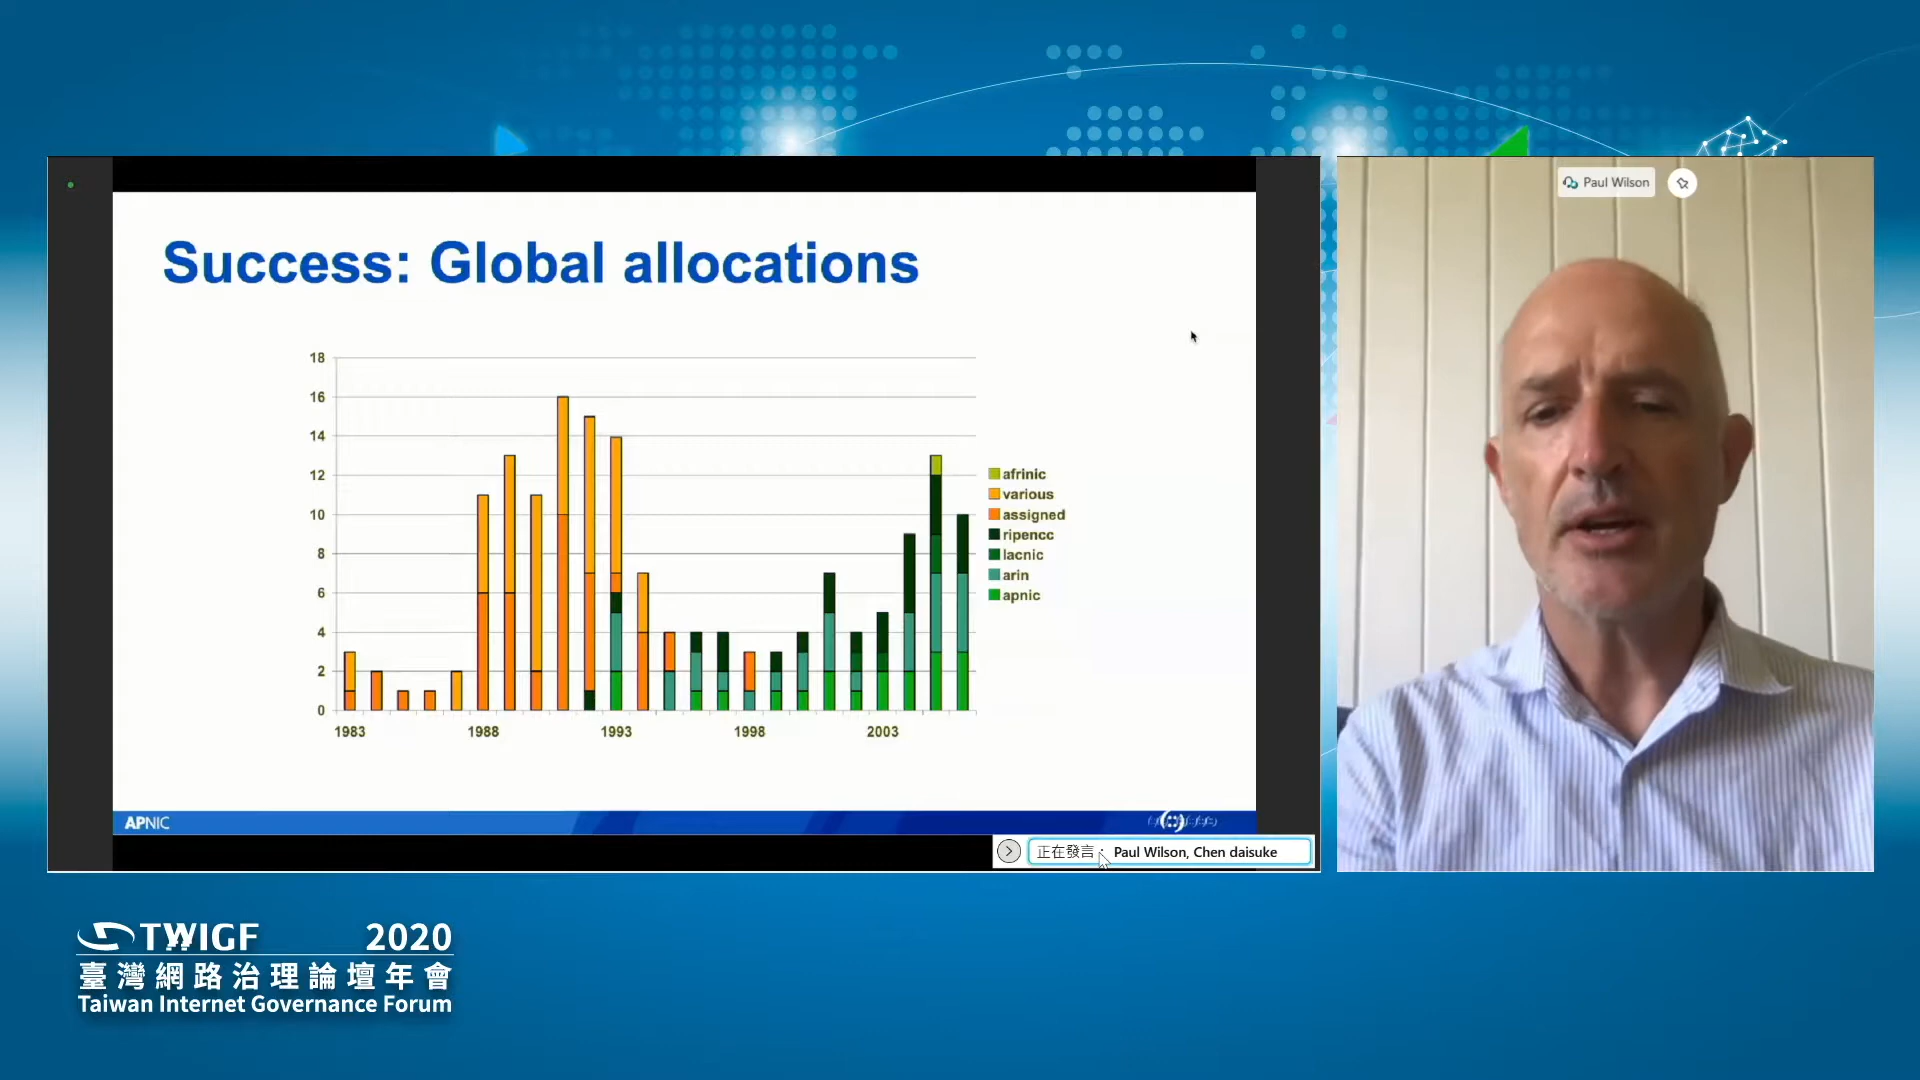 Success: Global allocations
18
16
14
12
10
8
6
4
2
0
1983 1988 1993 1998 2003
afrinic
various
assigned
ripencc
lacnic
arin
apnic
APNIC
正在發言： Paul Wilson, Chen daisuke
Paul Wilson
TWIGF 2020
臺灣網路治理論壇年會
Taiwan Internet Governance Forum